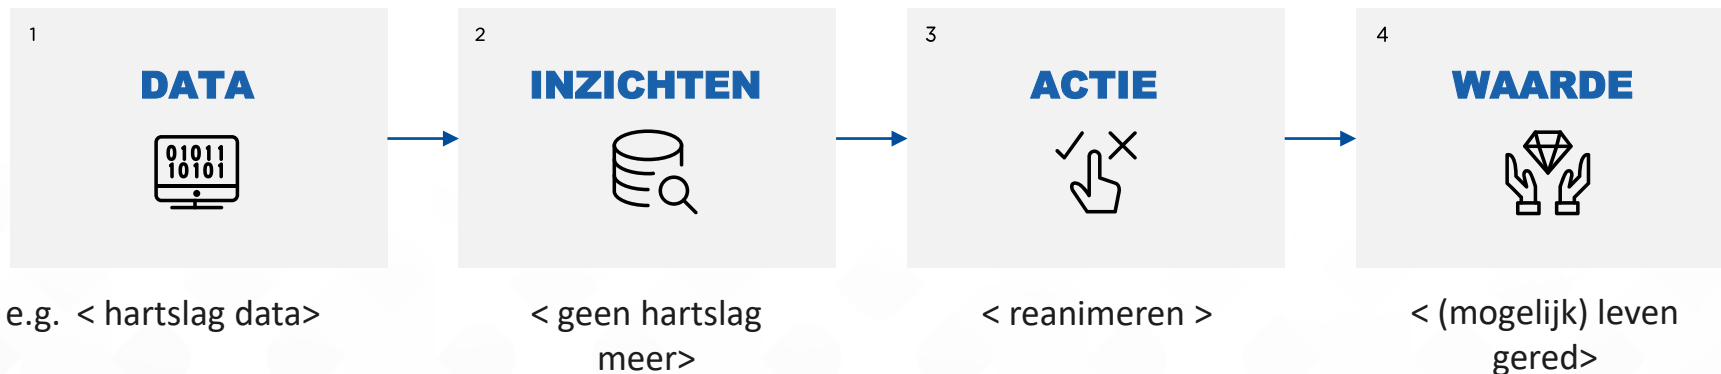 1
DATA
01011
10101
e.g. < hartslag data>
2
INZICHTEN
< geen hartslag
meer>
3
ACTIE
< reanimeren >
4
WAARDE
< (mogelijk) leven
gered>